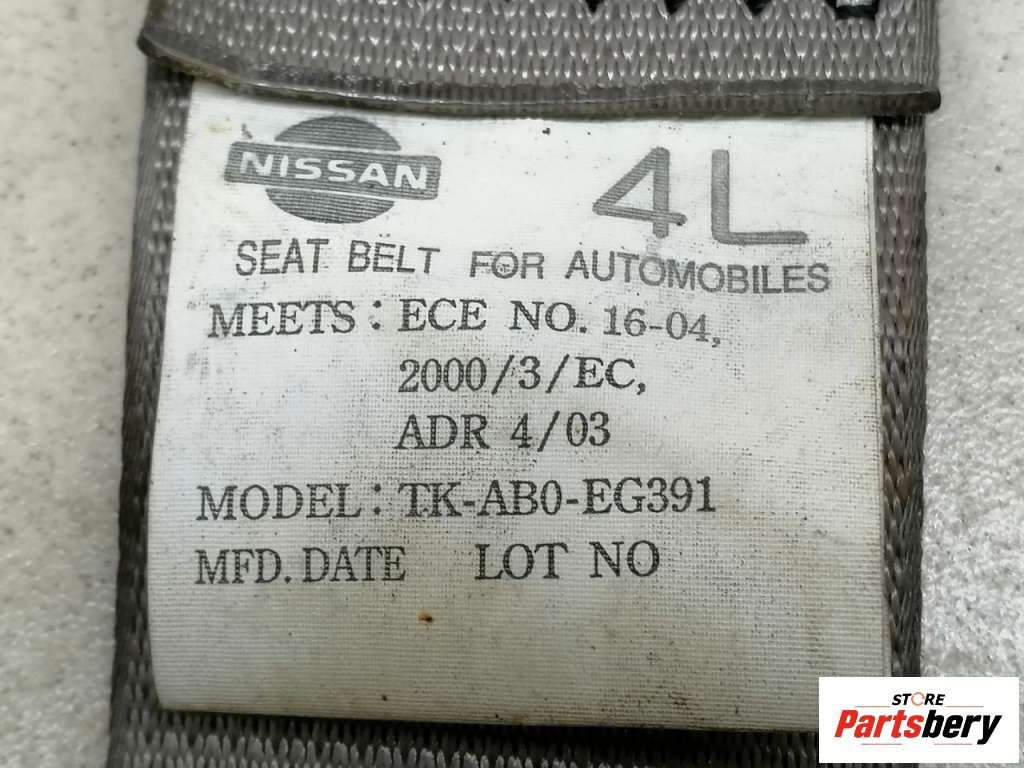 NISSAN
4L
SEAT BELT FOR AUTOMOBILES
MEETS : ECE NO. 16-04,
2000/3/EC,
ADR 4/03
MODEL : TK-AB0-EG391
MFD. DATE LOT NO
STORE
Partsbery